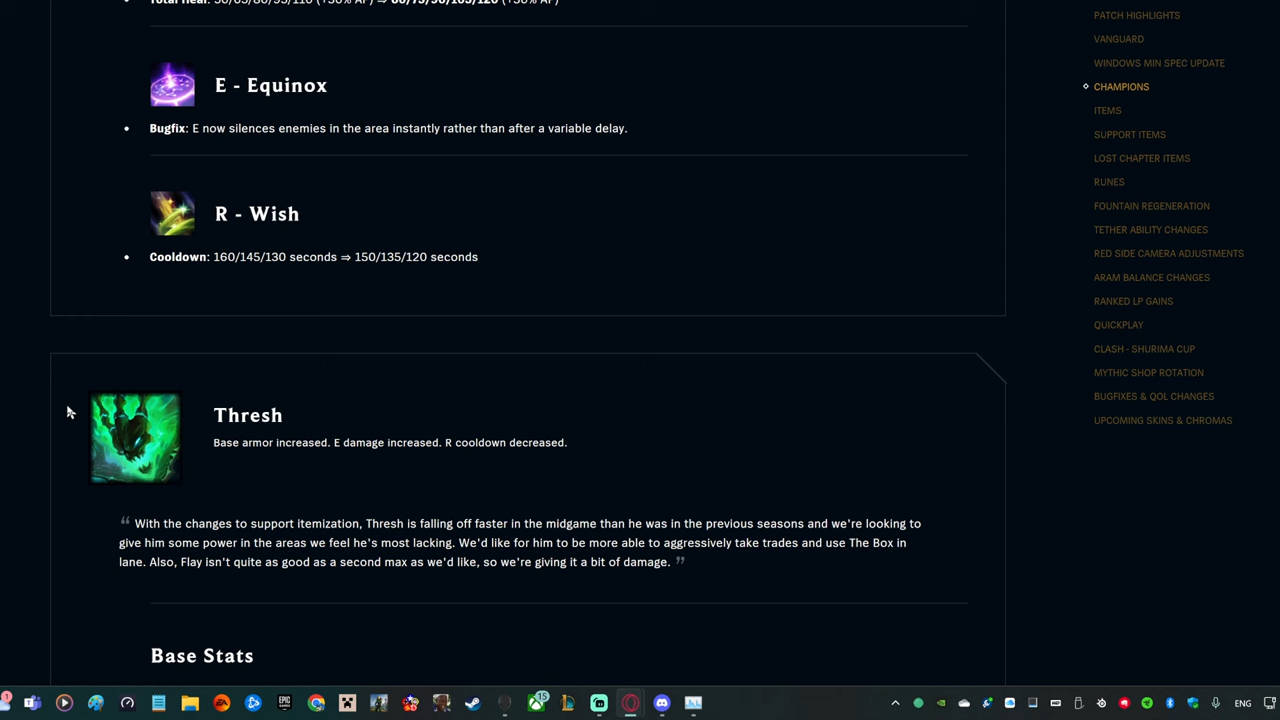 E - Equinox
Bugfix: E now silences enemies in the area instantly rather than after a variable delay.
R - Wish
Cooldown: 160/145/130 seconds ⇒ 150/135/120 seconds
Thresh
Base armor increased. E damage increased. R cooldown decreased.
“ With the changes to support itemization, Thresh is falling off faster in the midgame than he was in the previous seasons and we're looking to
give him some power in the areas we feel he's most lacking. We'd like for him to be more able to aggressively take trades and use The Box in
lane. Also, Flay isn't quite as good as a second max as we'd like, so we're giving it a bit of damage. ”
Base Stats
PATCH HIGHLIGHTS
VANGUARD
WINDOWS MIN SPEC UPDATE
CHAMPIONS
ITEMS
SUPPORT ITEMS
LOST CHAPTER ITEMS
RUNES
FOUNTAIN REGENERATION
TETHER ABILITY CHANGES
RED SIDE CAMERA ADJUSTMENTS
ARAM BALANCE CHANGES
RANKED LP GAINS
QUICKPLAY
CLASH - SHURIMA CUP
MYTHIC SHOP ROTATION
BUGFIXES & QOL CHANGES
UPCOMING SKINS & CHROMAS
1
EPIC
GAMES
15
ENG